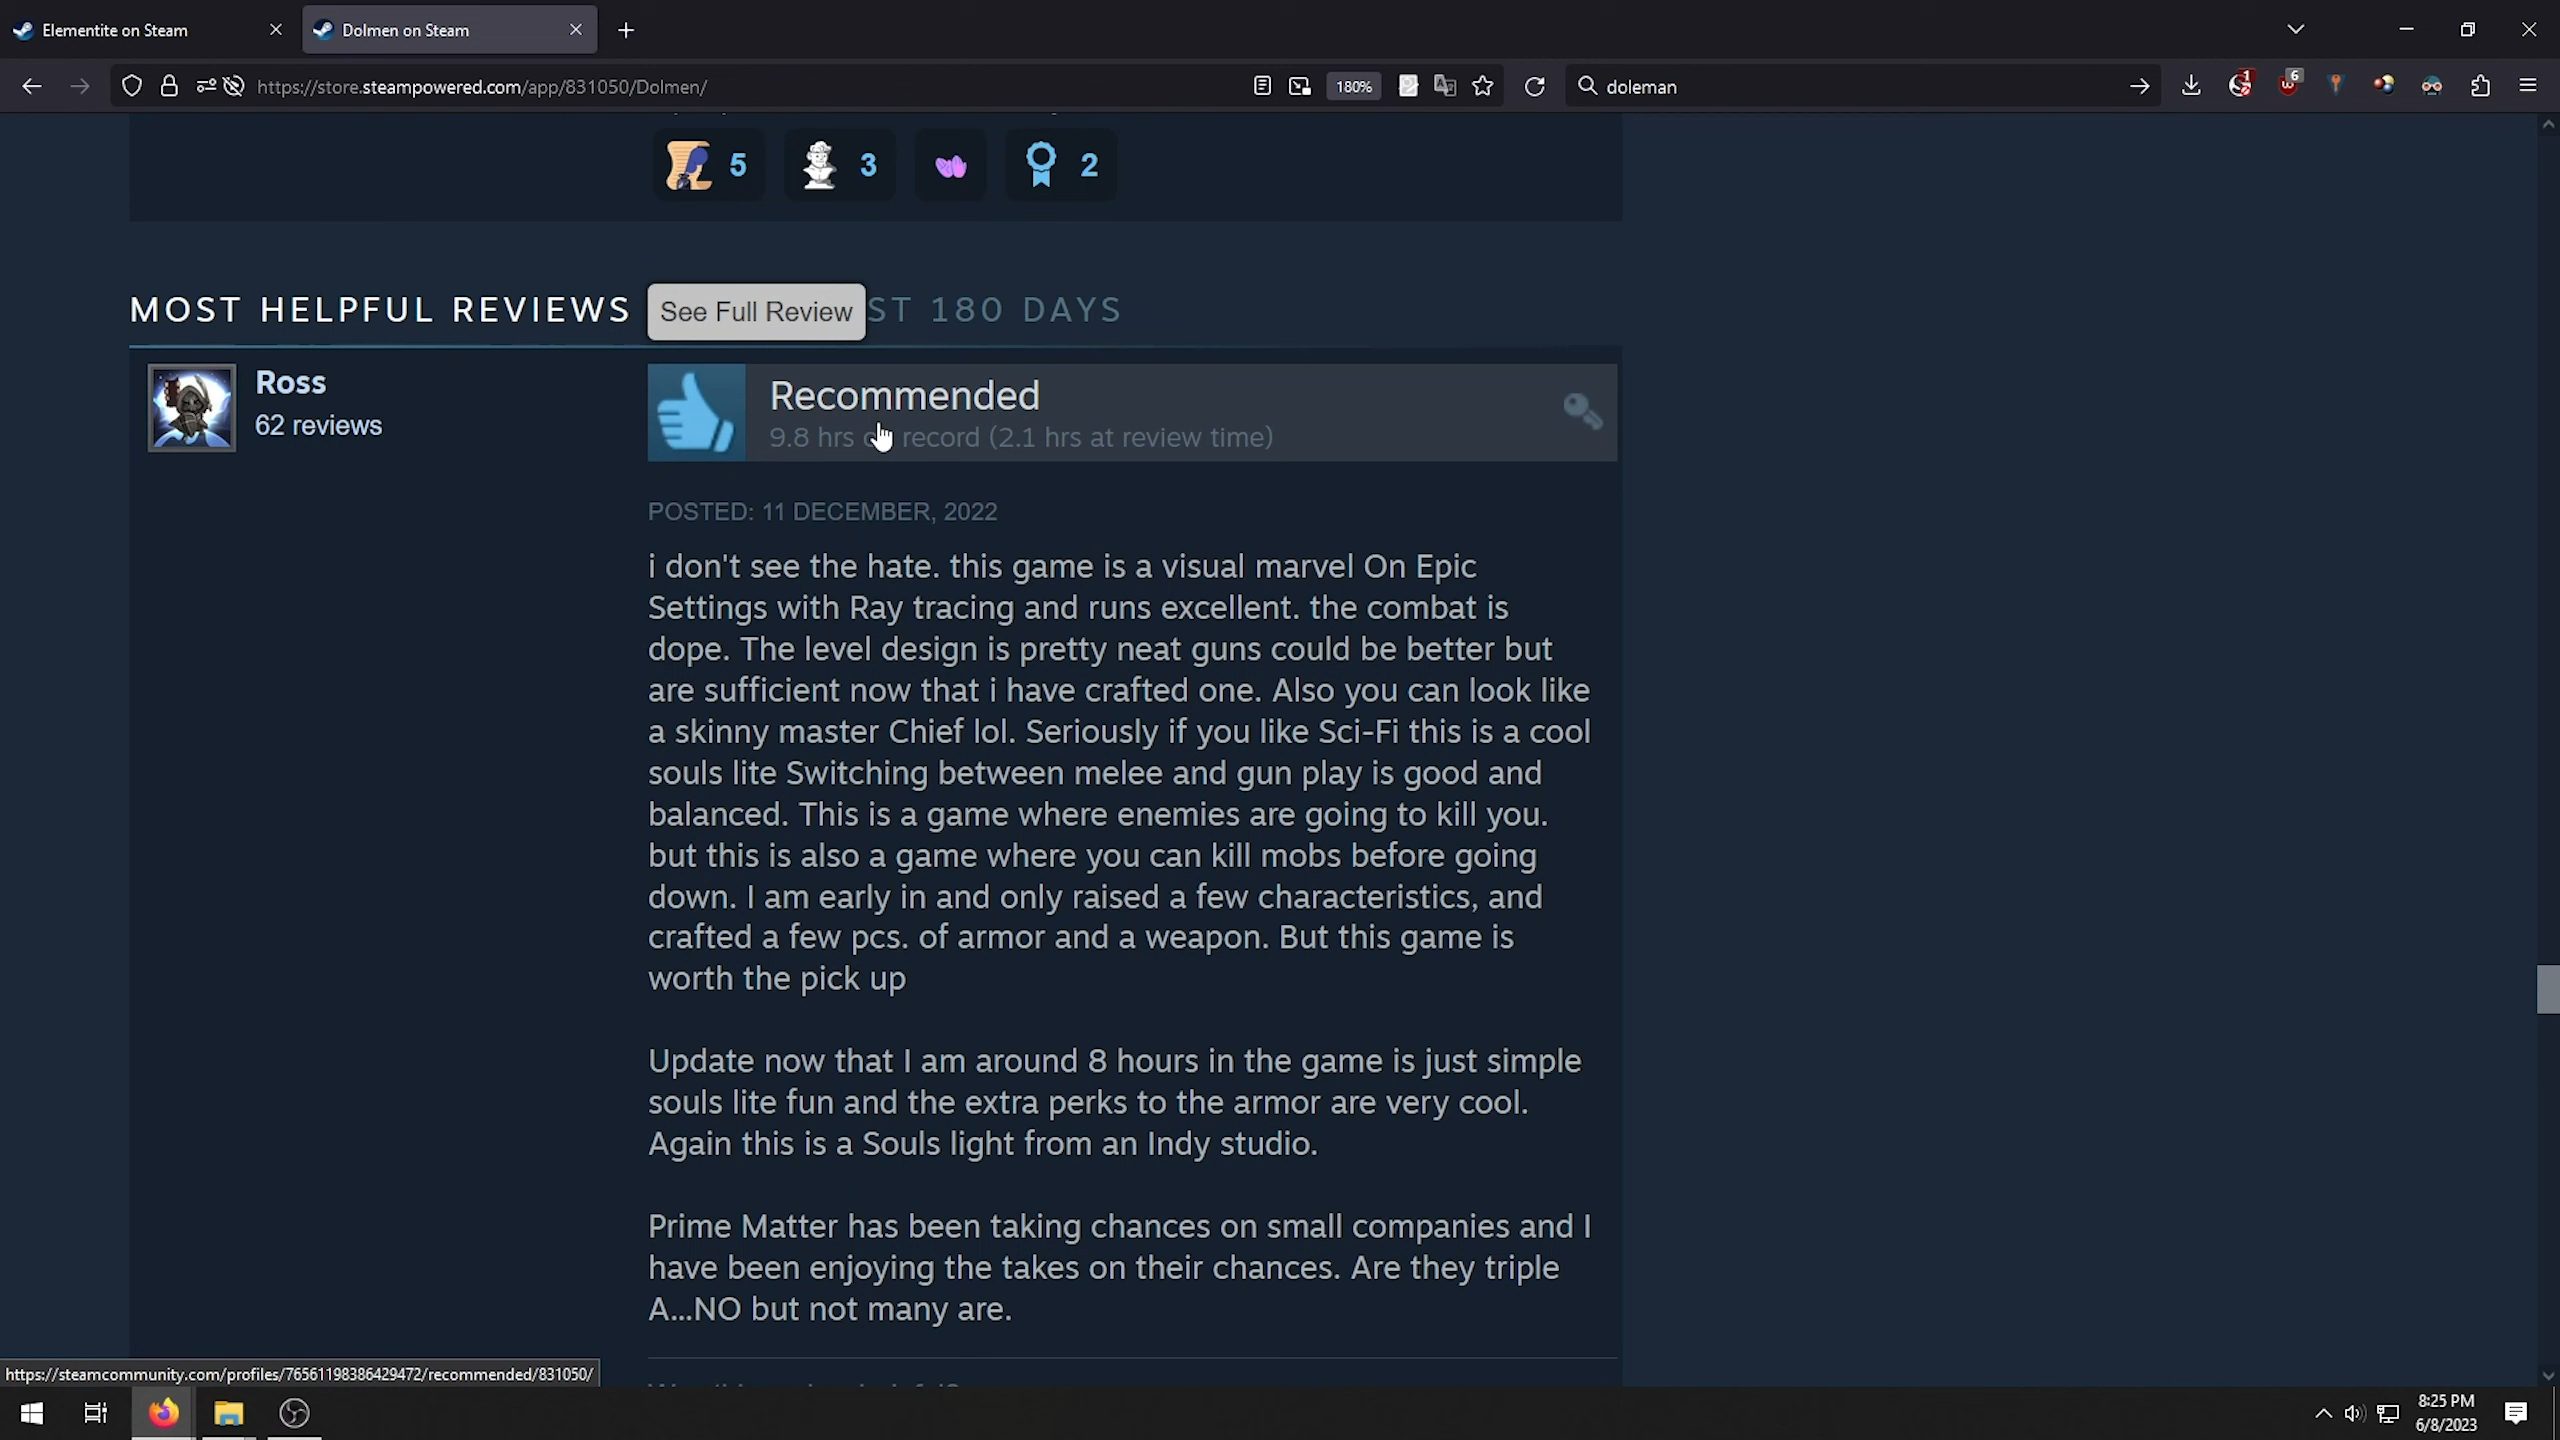 Elementite on Steam
Dolmen on Steam
https://store.steampowered.com/app/831050/Dolmen/
180%
doleman
1
6
5
3
2
MOST HELPFUL REVIEWS
See Full Review
ST 180 DAYS
Ross
62 reviews
Recommended
9.8 hrs record (2.1 hrs at review time)
POSTED: 11 DECEMBER, 2022
i don't see the hate. this game is a visual marvel On Epic
Settings with Ray tracing and runs excellent. the combat is
dope. The level design is pretty neat guns could be better but
are sufficient now that i have crafted one. Also you can look like
a skinny master Chief lol. Seriously if you like Sci-Fi this is a cool
souls lite Switching between melee and gun play is good and
balanced. This is a game where enemies are going to kill you.
but this is also a game where you can kill mobs before going
down. I am early in and only raised a few characteristics, and
crafted a few pcs. of armor and a weapon. But this game is
worth the pick up
Update now that I am around 8 hours in the game is just simple
souls lite fun and the extra perks to the armor are very cool.
Again this is a Souls light from an Indy studio.
Prime Matter has been taking chances on small companies and I
have been enjoying the takes on their chances. Are they triple
A...NO but not many are.
https://steamcommunity.com/profiles/76561198386429472/recommended/831050/
8:25 PM
6/8/2023